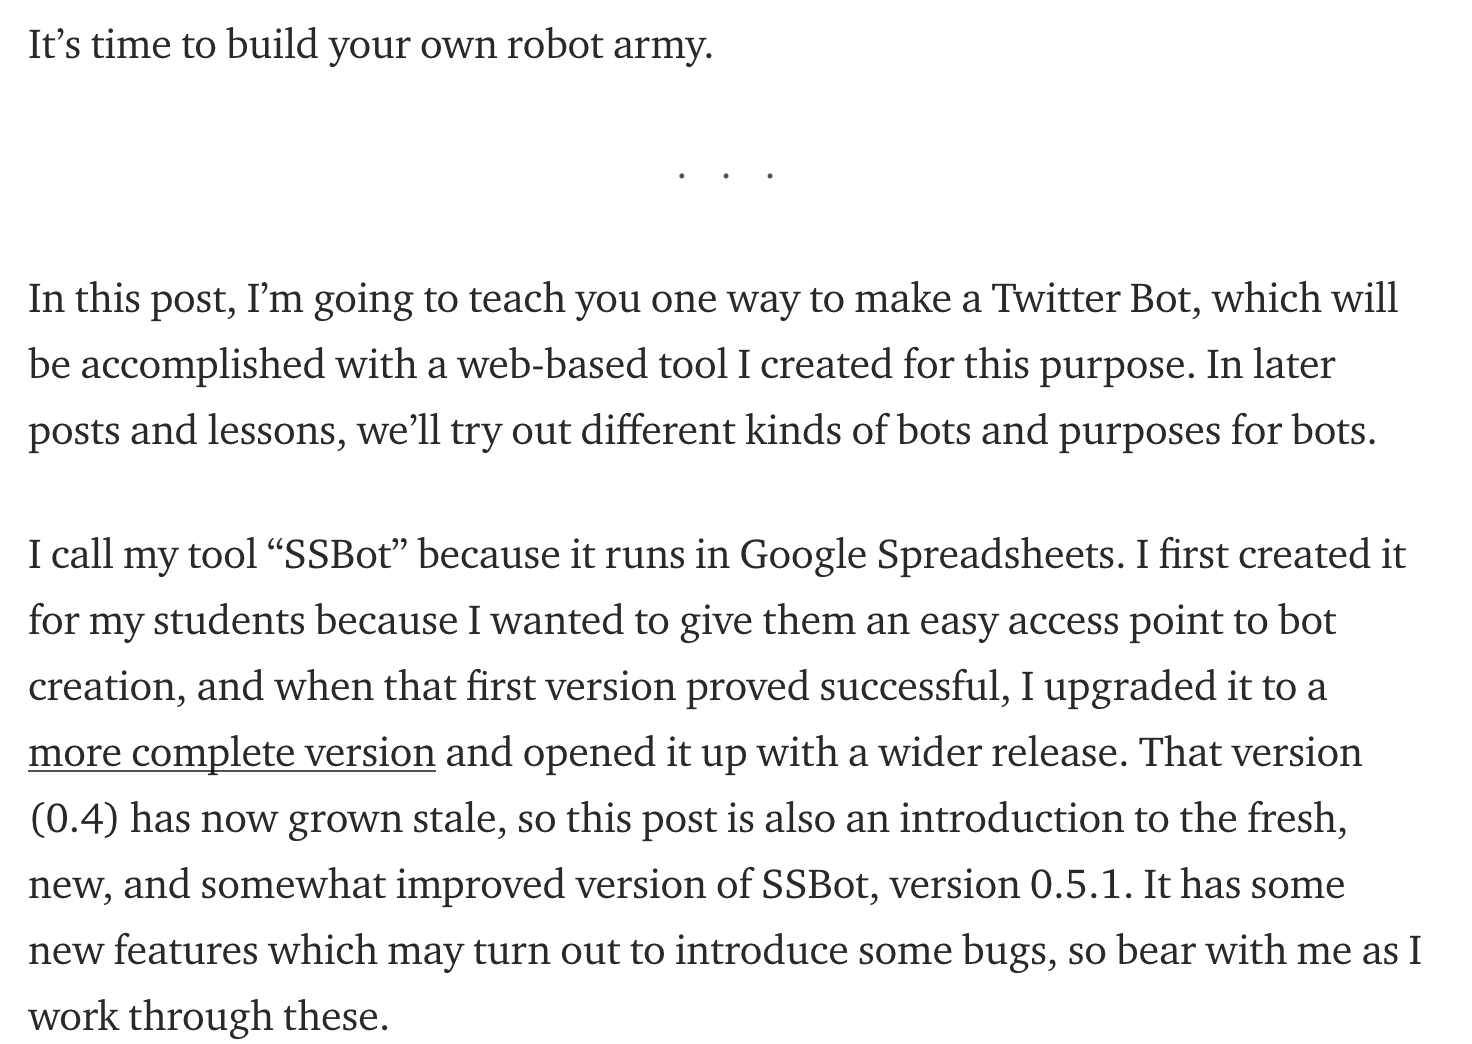 It’s time to build your own robot army.
. . .
In this post, I’m going to teach you one way to make a Twitter Bot, which will
be accomplished with a web-based tool I created for this purpose. In later
posts and lessons, we’ll try out different kinds of bots and purposes for bots.
I call my tool “SSBot” because it runs in Google Spreadsheets. I first created it
for my students because I wanted to give them an easy access point to bot
creation, and when that first version proved successful, I upgraded it to a
more complete version and opened it up with a wider release. That version
(0.4) has now grown stale, so this post is also an introduction to the fresh,
new, and somewhat improved version of SSBot, version 0.5.1. It has some
new features which may turn out to introduce some bugs, so bear with me as I
work through these.